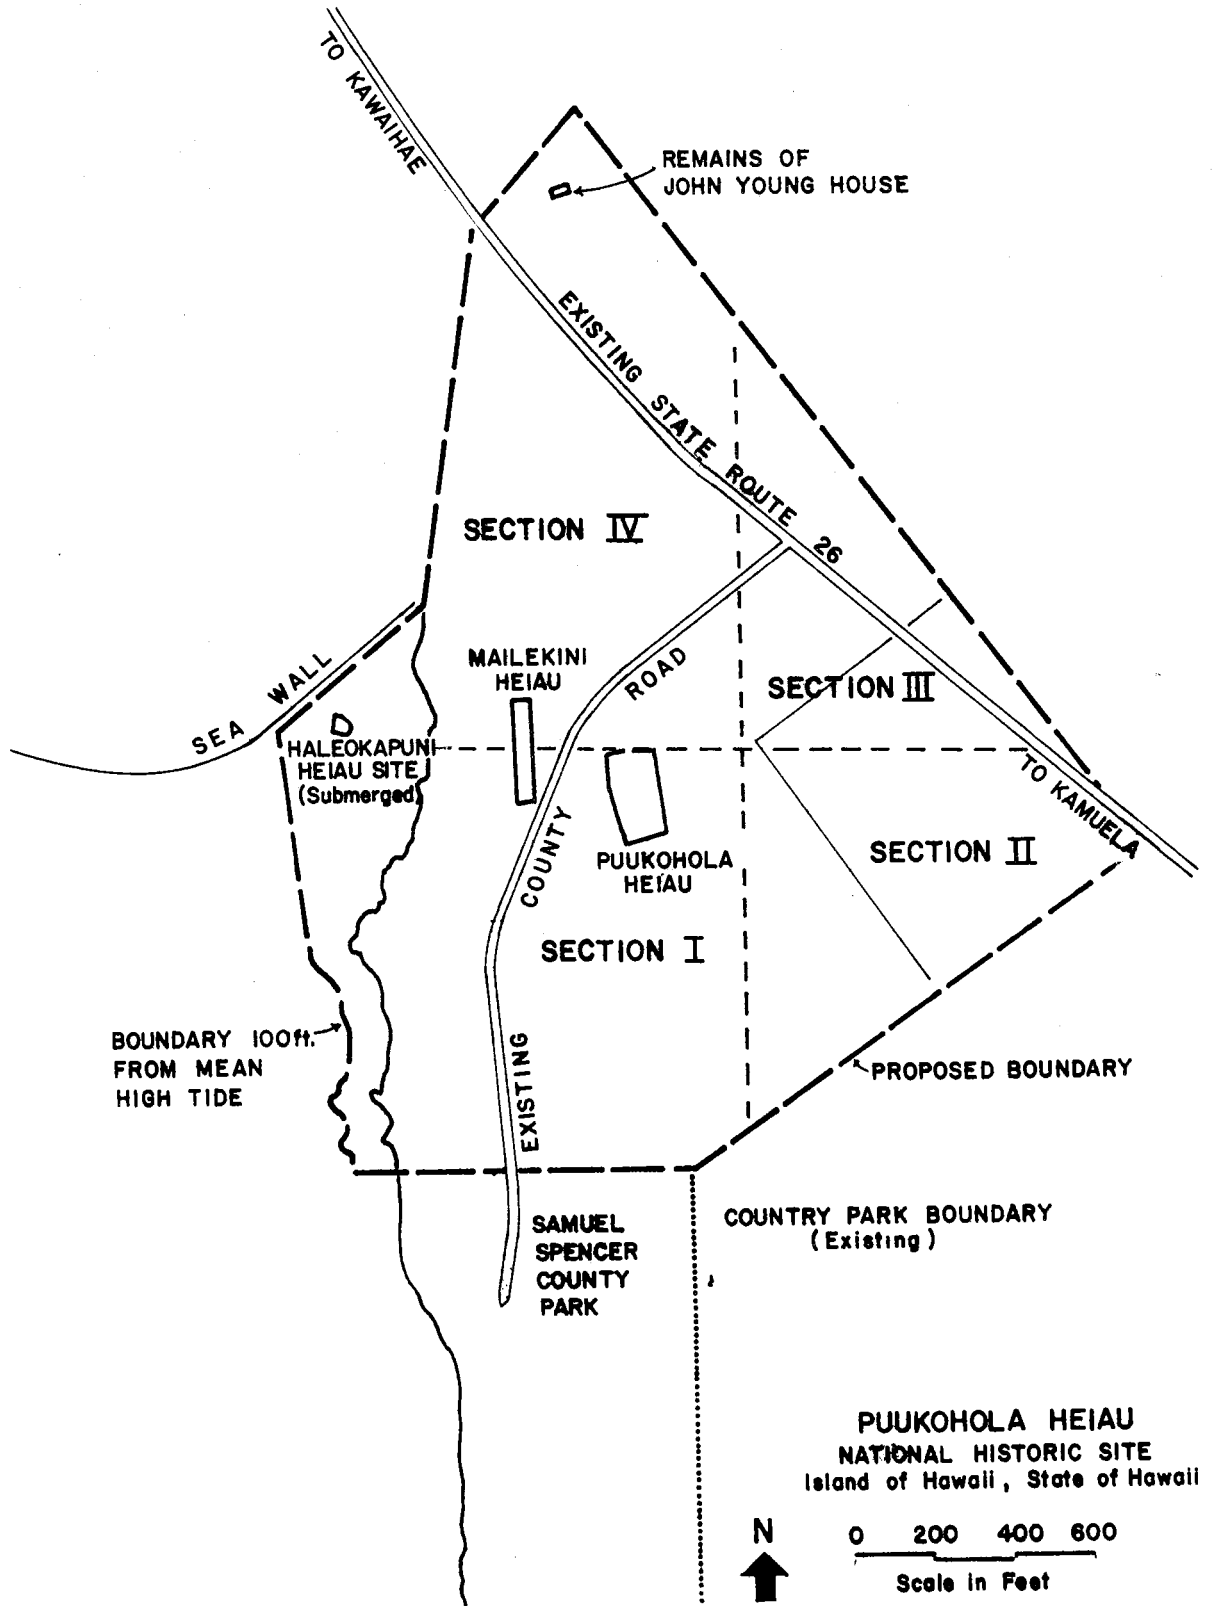 TO KAWAIHAE
REMAINS OF
JOHN YOUNG HOUSE
EXISTING STATE ROUTE 26
SECTION IV
MAILEKINI
HEIAU
ROAD
SECTION III
SEA WALL
HALEOKAPUNI
HEIAU SITE
(Submerged)
TO KAMUELA
COUNTY
PUUKOHOLA
HEIAU
SECTION II
SECTION I
BOUNDARY 100ft.
FROM MEAN
HIGH TIDE
EXISTING
PROPOSED BOUNDARY
SAMUEL
SPENCER
COUNTY
PARK
COUNTRY PARK BOUNDARY
(Existing)
PUUKOHOLA HEIAU
NATIONAL HISTORIC SITE
Island of Hawaii, State of Hawaii
N
0 200 400 600
Scale in Feet